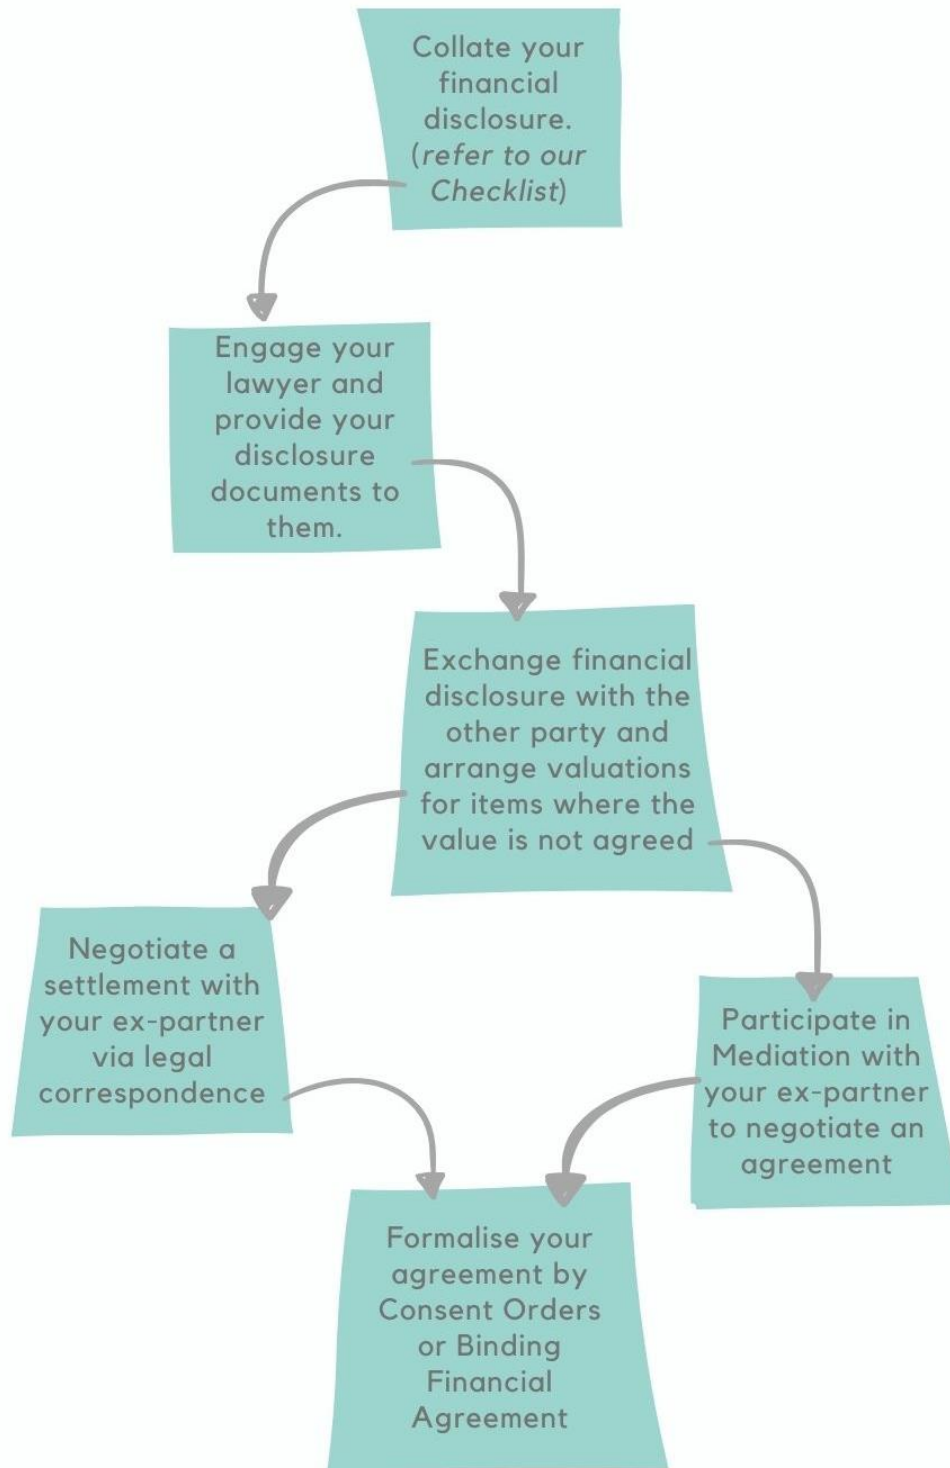 Collate your
financial
disclosure.
(refer to our
Checklist)
Engage your
lawyer and
provide your
disclosure
documents to
them.
Exchange financial
disclosure with the
other party and
arrange valuations
for items where the
value is not agreed
Negotiate a
settlement with
your ex-partner
via legal
correspondence
Participate in
Mediation with
your ex-partner
to negotiate an
agreement
Formalise your
agreement by
Consent Orders
or Binding
Financial
Agreement